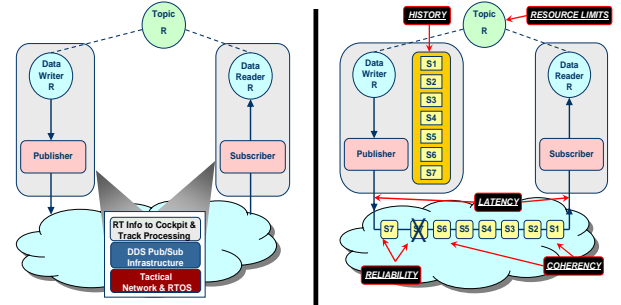 Topic
R
Data
Writer
R
Data
Reader
R
Publisher
Subscriber
RT Info to Cockpit &
Track Processing
DDS Pub/Sub
Infrastructure
Tactical
Network & RTOS
HISTORY
Topic
R
RESOURCE LIMITS
Data
Writer
R
S1
S2
S3
S4
S5
S6
S7
Data
Reader
R
Publisher
Subscriber
LATENCY
S7
S6
S5
S4
S3
S2
S1
RELIABILITY
COHERENCY